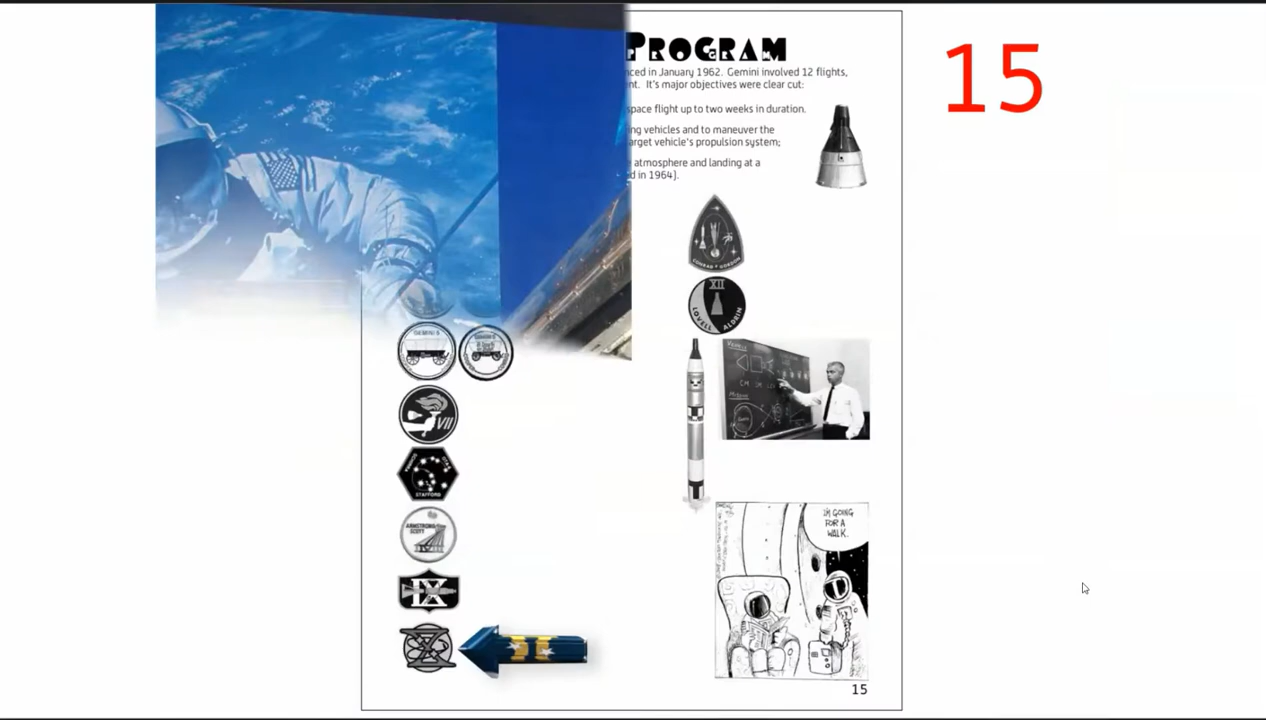 PROGRAM
15
nced in January 1962. Gemini involved 12 flights,
nt. It's major objectives were clear cut:
space flight up to two weeks in duration.
ng vehicles and to maneuver the
arget vehicle's propulsion system;
atmosphere and landing at a
d in 1964).
CONRAD GORDON
XII
LOVELL ALDRIN
GEMINI 5
VII
STAFFORD
ARMSTRONG
SCOTT
IX
I'M GOING
FOR A
WALK.
15